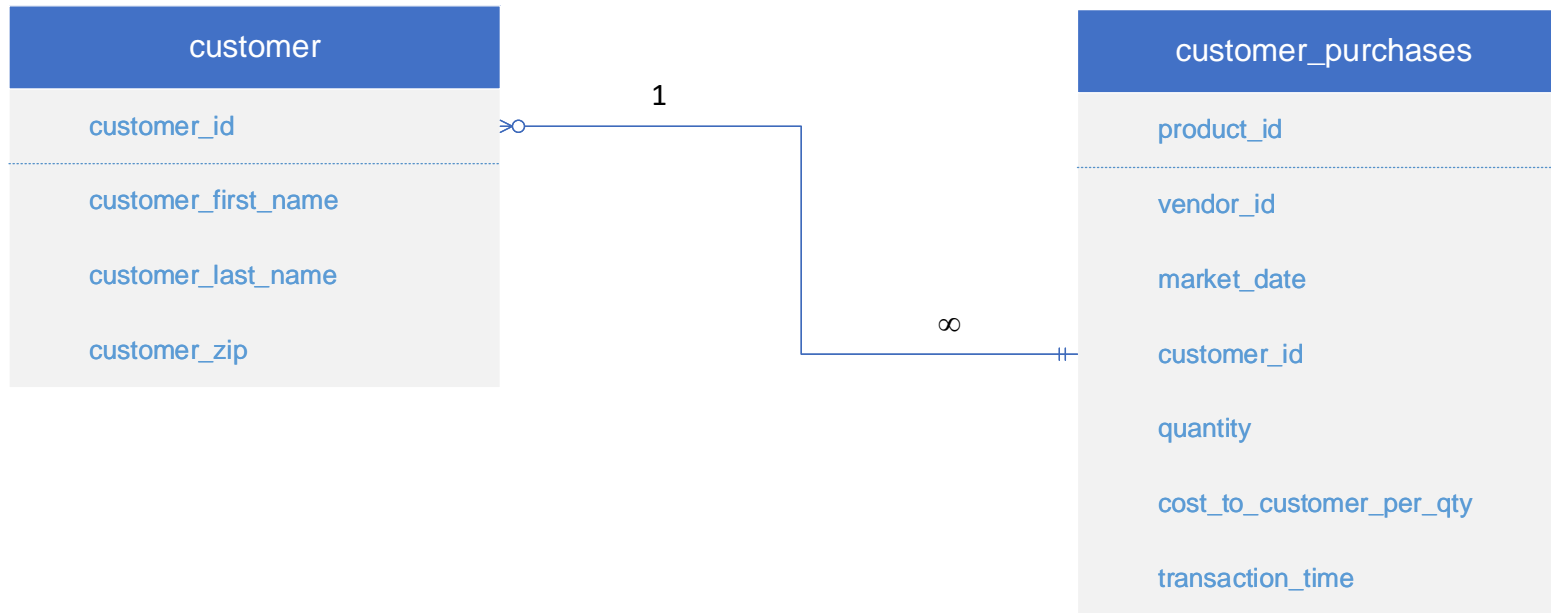 customer
customer_id
customer_first_name
customer_last_name
customer_zip
1
∞
customer_purchases
product_id
vendor_id
market_date
customer_id
quantity
cost_to_customer_per_qty
transaction_time